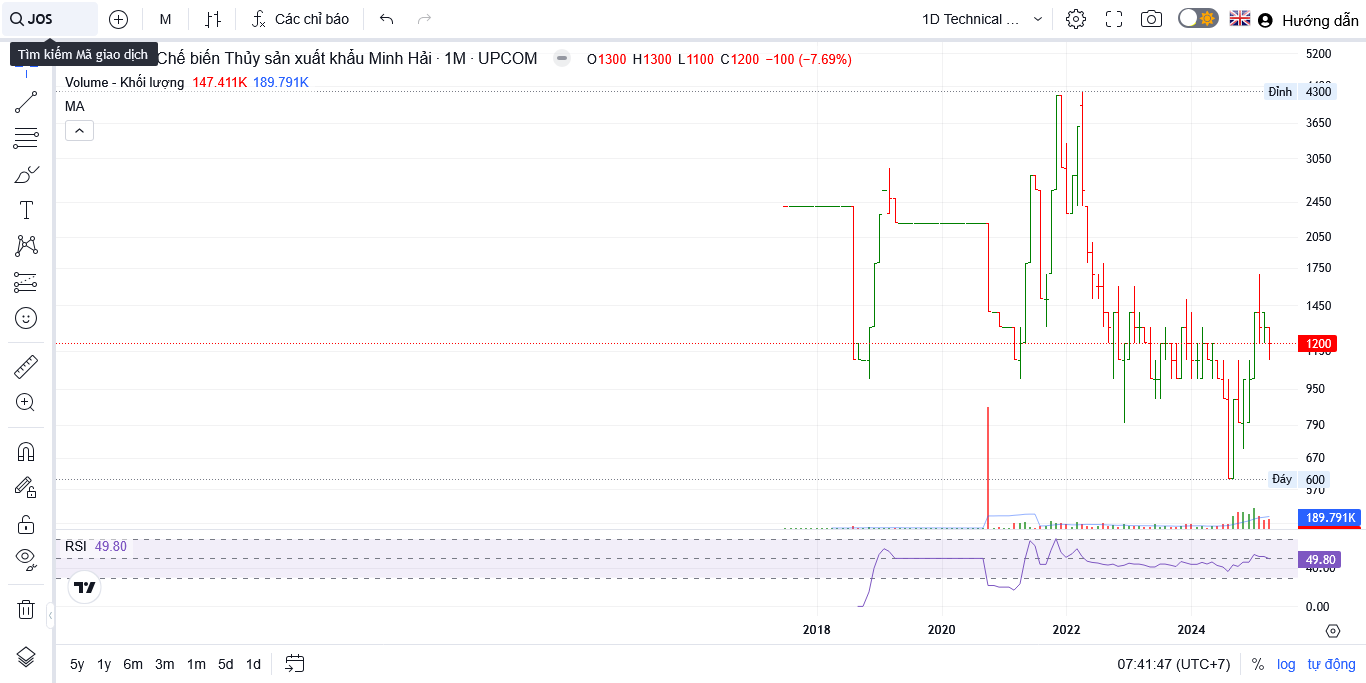 JOS
M
Các chỉ báo
1D Technical ...
Hướng dẫn
Tìm kiếm Mã giao dịch
Chế biến Thủy sản xuất khẩu Minh Hải · 1M · UPCOM
O1300 H1300 L1100 C1200 −100 (−7.69%)
Volume - Khối lượng 147.411K 189.791K
MA
5200
Đỉnh 4300
3650
3050
2450
2050
1750
1450
1200
1150
950
790
670
Đáy 600
570
189.791K
RSI 49.80
49.80
40.00
0.00
2018 2020 2022 2024
5y 1y 6m 3m 1m 5d 1d
07:41:47 (UTC+7) % log tự động